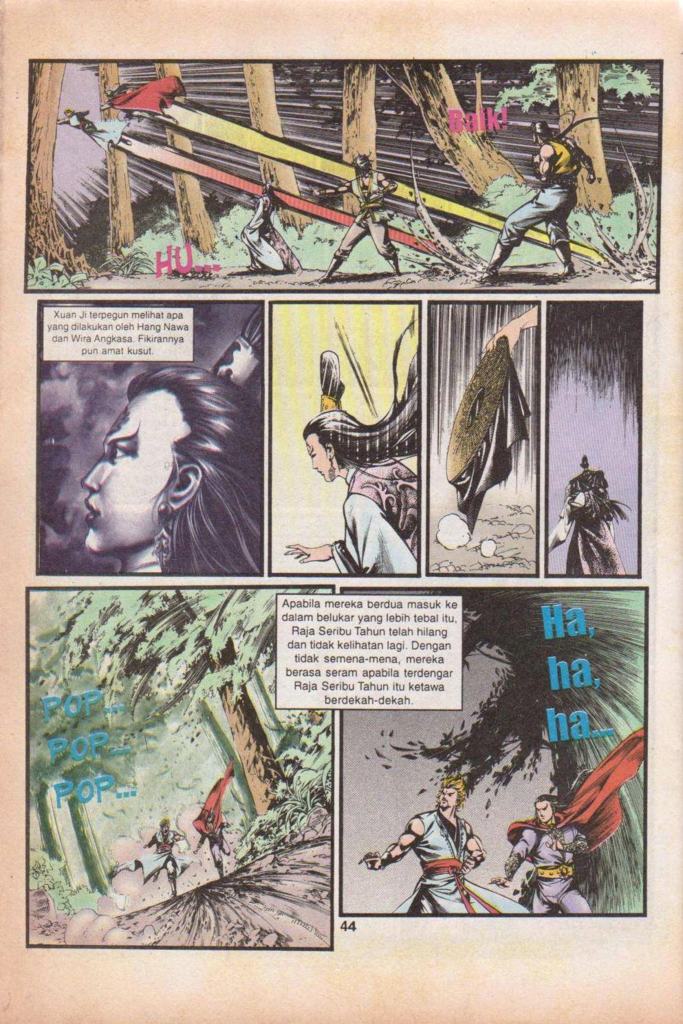 Baik!
HU...
Xuan Ji terpegun melihat apa
yang dilakukan oleh Hang Nawa
dan Wira Angkasa. Fikirannya
pun amat kusut.
Apabila mereka berdua masuk ke
dalam belukar yang lebih tebal itu,
Raja Seribu Tahun telah hilang
dan tidak kelihatan lagi. Dengan
tidak semena-mena, mereka
berasa seram apabila terdengar
Raja Seribu Tahun itu ketawa
berdekah-dekah.
POP...
POP...
POP...
Ha,
ha,
ha...
44